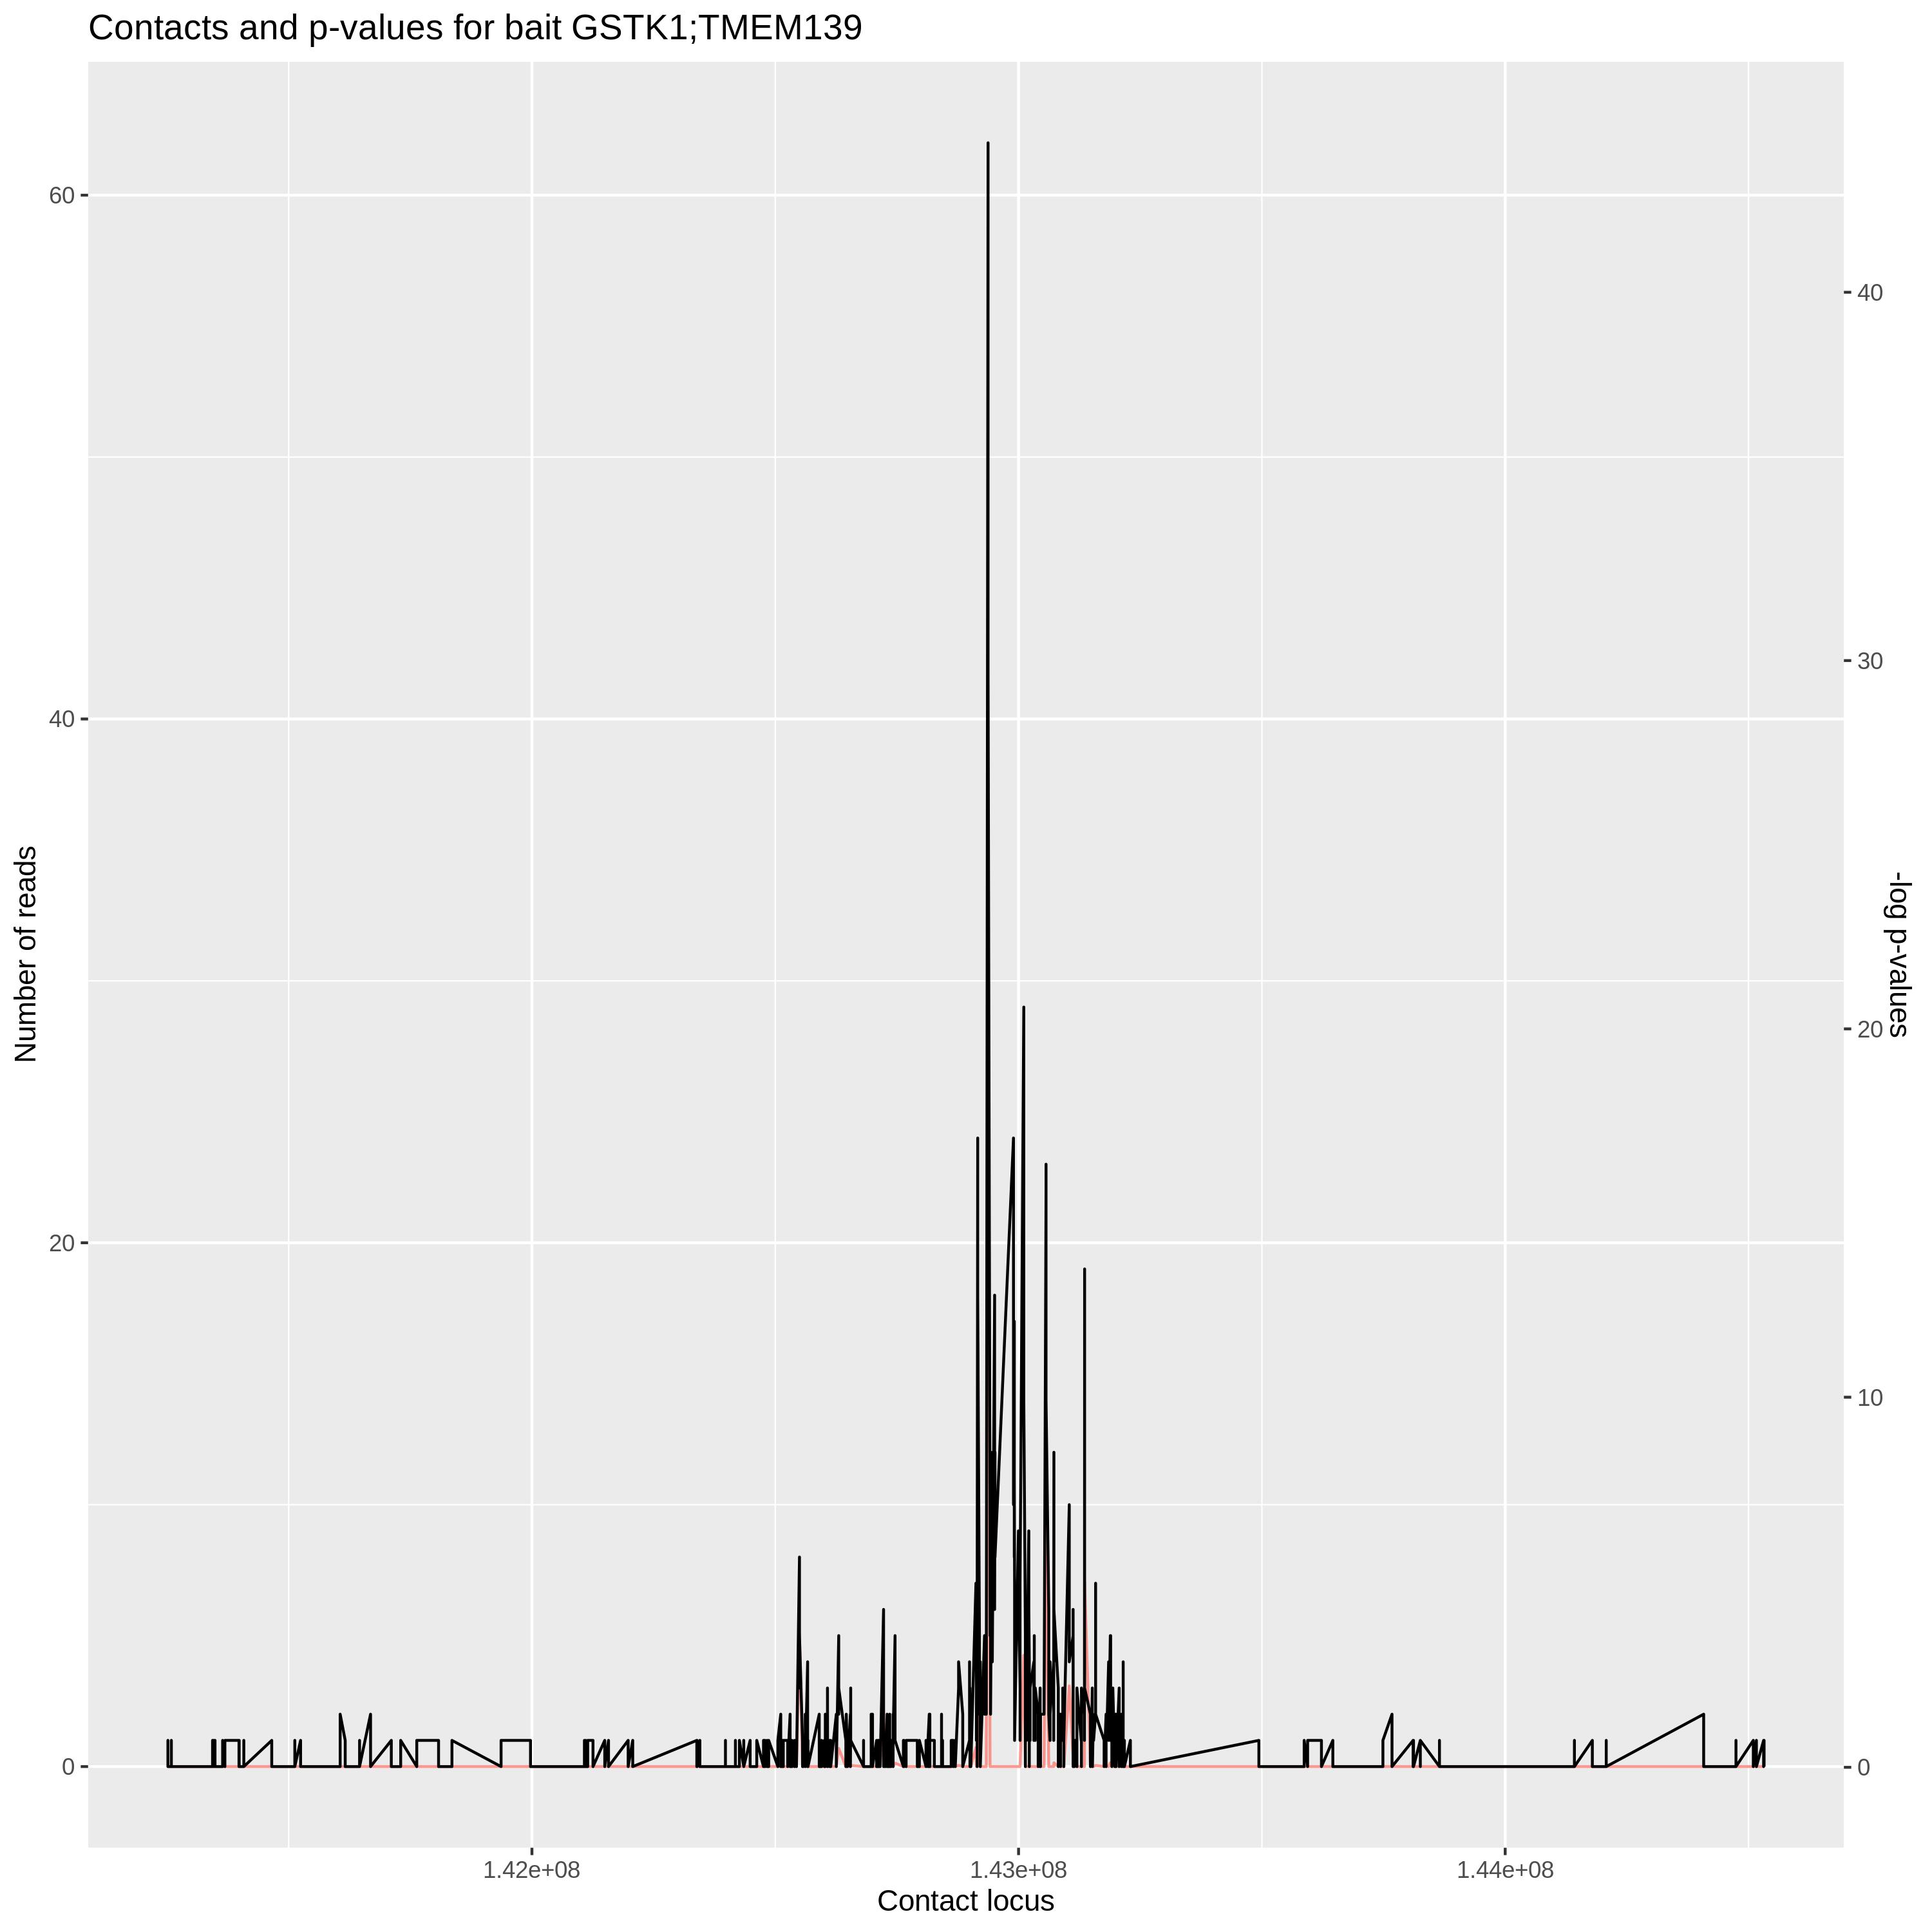 Contacts and p-values for bait GSTK1;TMEM139
60
40
20
0
Number of reads
40
30
20
10
0
-log p-values
1.42e+08
1.43e+08
1.44e+08
Contact locus